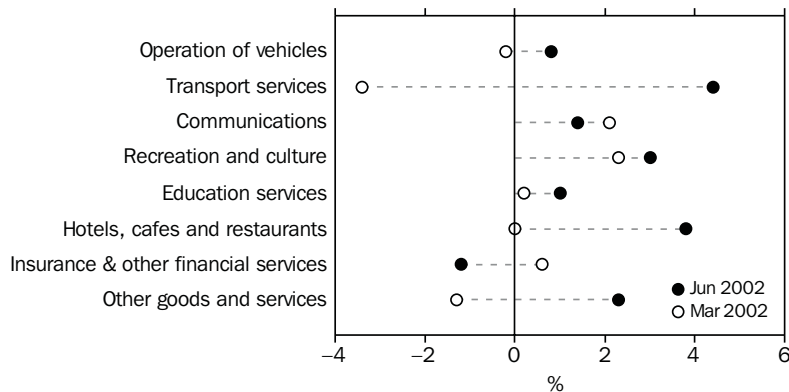 Operation of vehicles
Transport services
Communications
Recreation and culture
Education services
Hotels, cafes and restaurants
Insurance & other financial services
Other goods and services
Jun 2002
Mar 2002
−4 −2 0 2 4 6
%